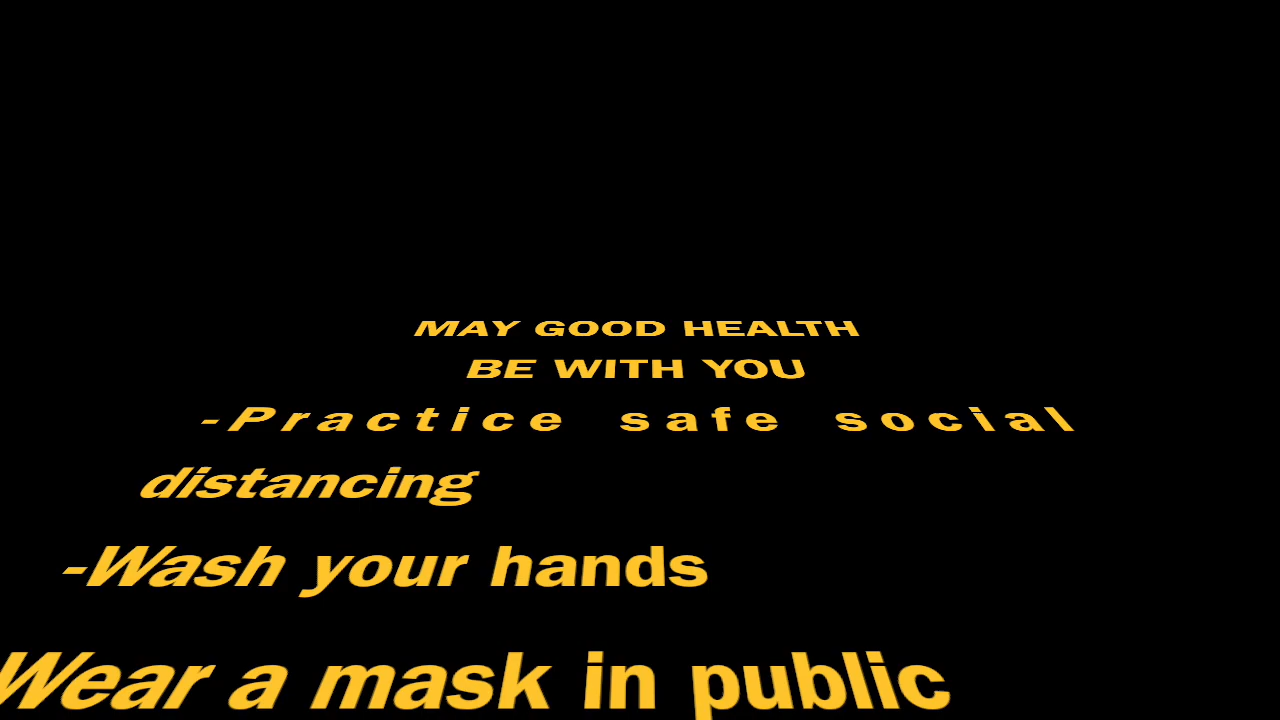 MAY GOOD HEALTH
BE WITH YOU
-Practice safe social
distancing
-Wash your hands
Wear a mask in public